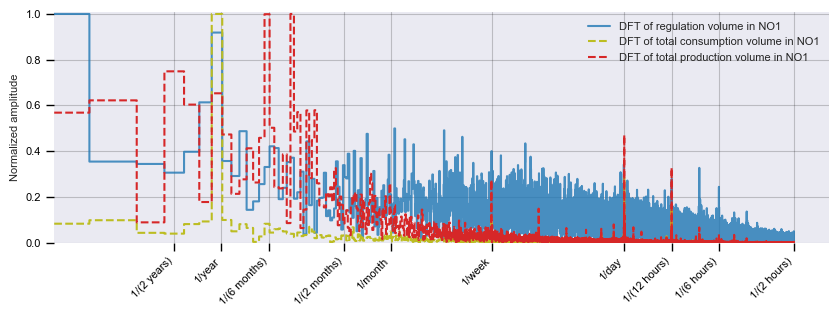 DFT of regulation volume in NO1
DFT of total consumption volume in NO1
DFT of total production volume in NO1
Normalized amplitude
1.0
0.8
0.6
0.4
0.2
0.0
1/(2 years)
1/year
1/(6 months)
1/(2 months)
1/month
1/week
1/day
1/(12 hours)
1/(6 hours)
1/(2 hours)